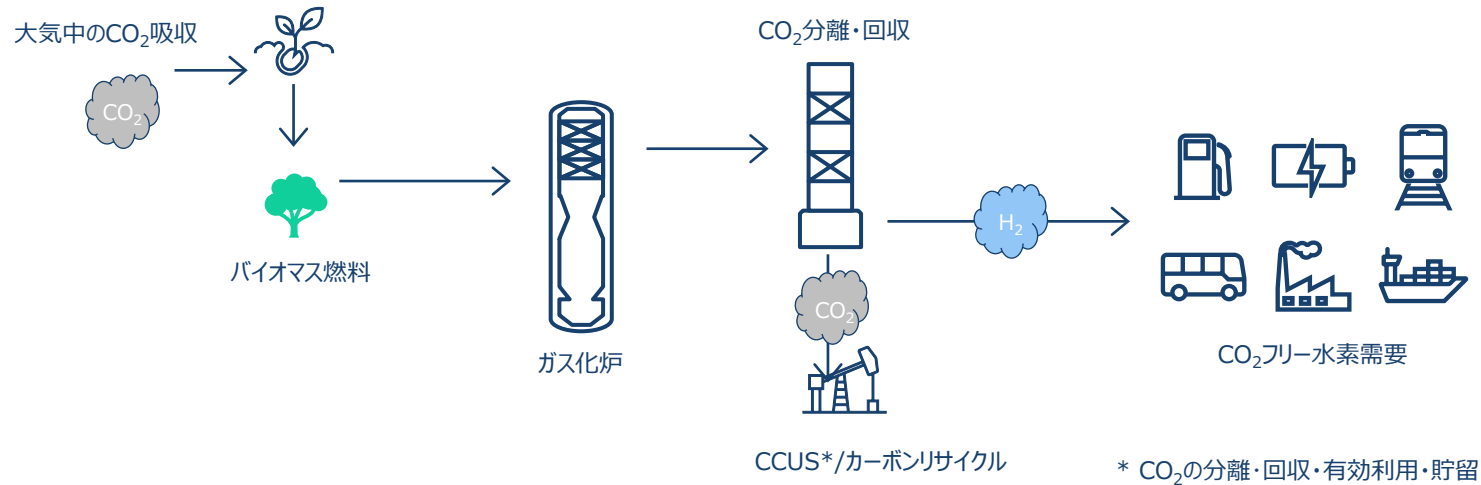 大気中のCO₂吸収
CO₂
バイオマス燃料
ガス化炉
CO₂分離・回収
H₂
CO₂
CCUS*/カーボンリサイクル
CO₂フリー水素需要
* CO₂の分離・回収・有効利用・貯留